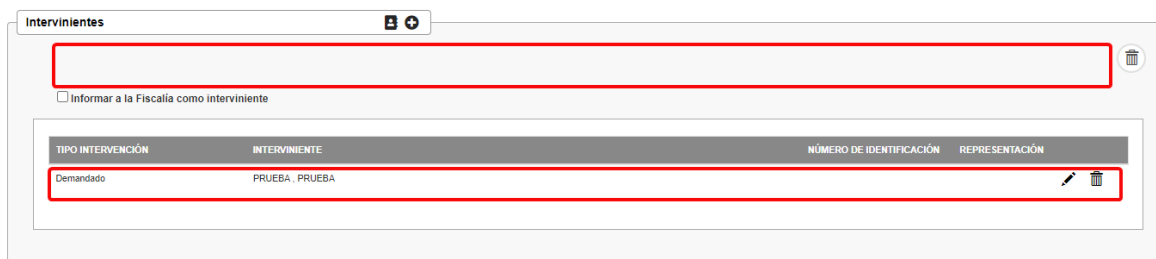 Intervinientes
Informar a la Fiscalía como interviniente
TIPO INTERVENCIÓN INTERVINIENTE NÚMERO DE IDENTIFICACIÓN REPRESENTACIÓN
Demandado PRUEBA , PRUEBA